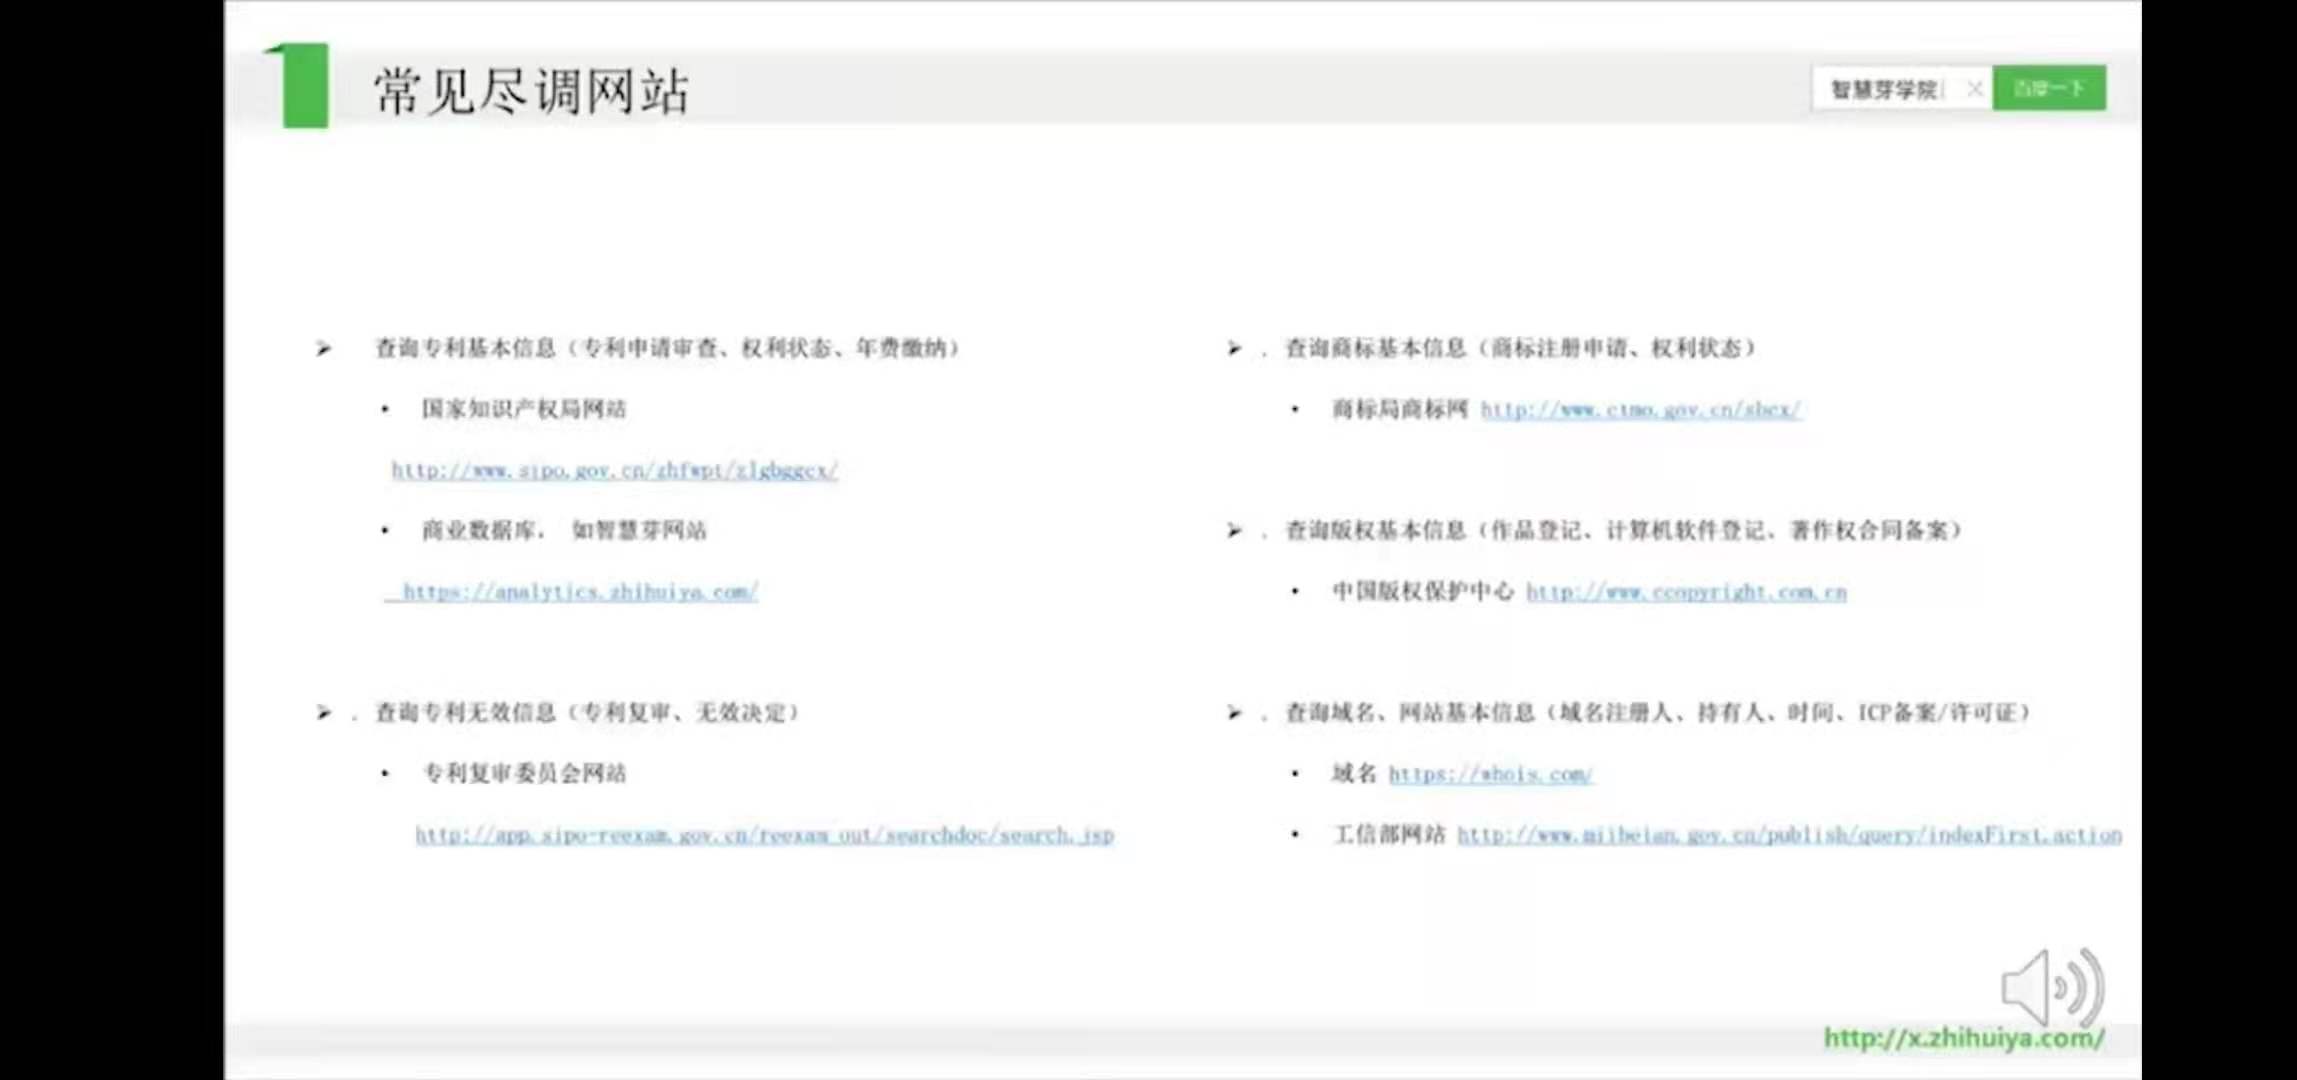 常见尽调网站
智慧芽学院
百度一下
查询专利基本信息（专利申请审查、权利状态、年费缴纳）
• 国家知识产权局网站
http://www.sipo.gov.cn/zhfwpt/zlgbggcx/
• 商业数据库， 如智慧芽网站
https://analytics.zhihuiya.com/
. 查询专利无效信息（专利复审、无效决定）
• 专利复审委员会网站
http://app.sipo-reexam.gov.cn/reexam_out/searchdoc/search.jsp
. 查询商标基本信息（商标注册申请、权利状态）
• 商标局商标网 http://www.ctmo.gov.cn/sbcx/
. 查询版权基本信息（作品登记、计算机软件登记、著作权合同备案）
• 中国版权保护中心 http://www.ccopyright.com.cn
. 查询域名、网站基本信息（域名注册人、持有人、时间、ICP备案/许可证）
• 域名 https://whois.com/
• 工信部网站 http://www.miibeian.gov.cn/publish/query/indexFirst.action
http://x.zhihuiya.com/